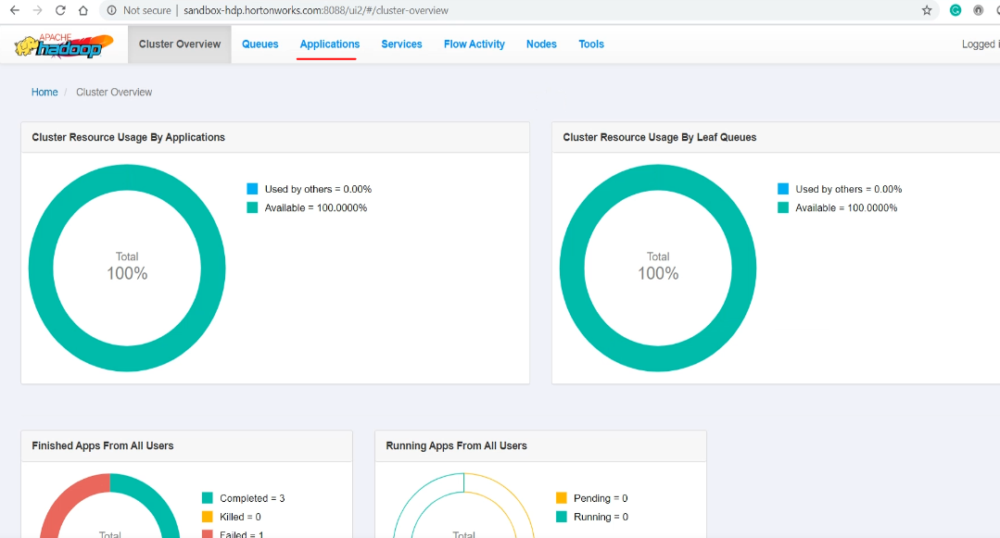 Not secure | sandbox-hdp.hortonworks.com:8088/ui2/#/cluster-overview
APACHE
hadoop
Cluster Overview Queues Applications Services Flow Activity Nodes Tools Logged i
Home / Cluster Overview
Cluster Resource Usage By Applications
Total
100%
Used by others = 0.00%
Available = 100.0000%
Cluster Resource Usage By Leaf Queues
Total
100%
Used by others = 0.00%
Available = 100.0000%
Finished Apps From All Users
Total
Completed = 3
Killed = 0
Failed = 1
Running Apps From All Users
Total
Pending = 0
Running = 0